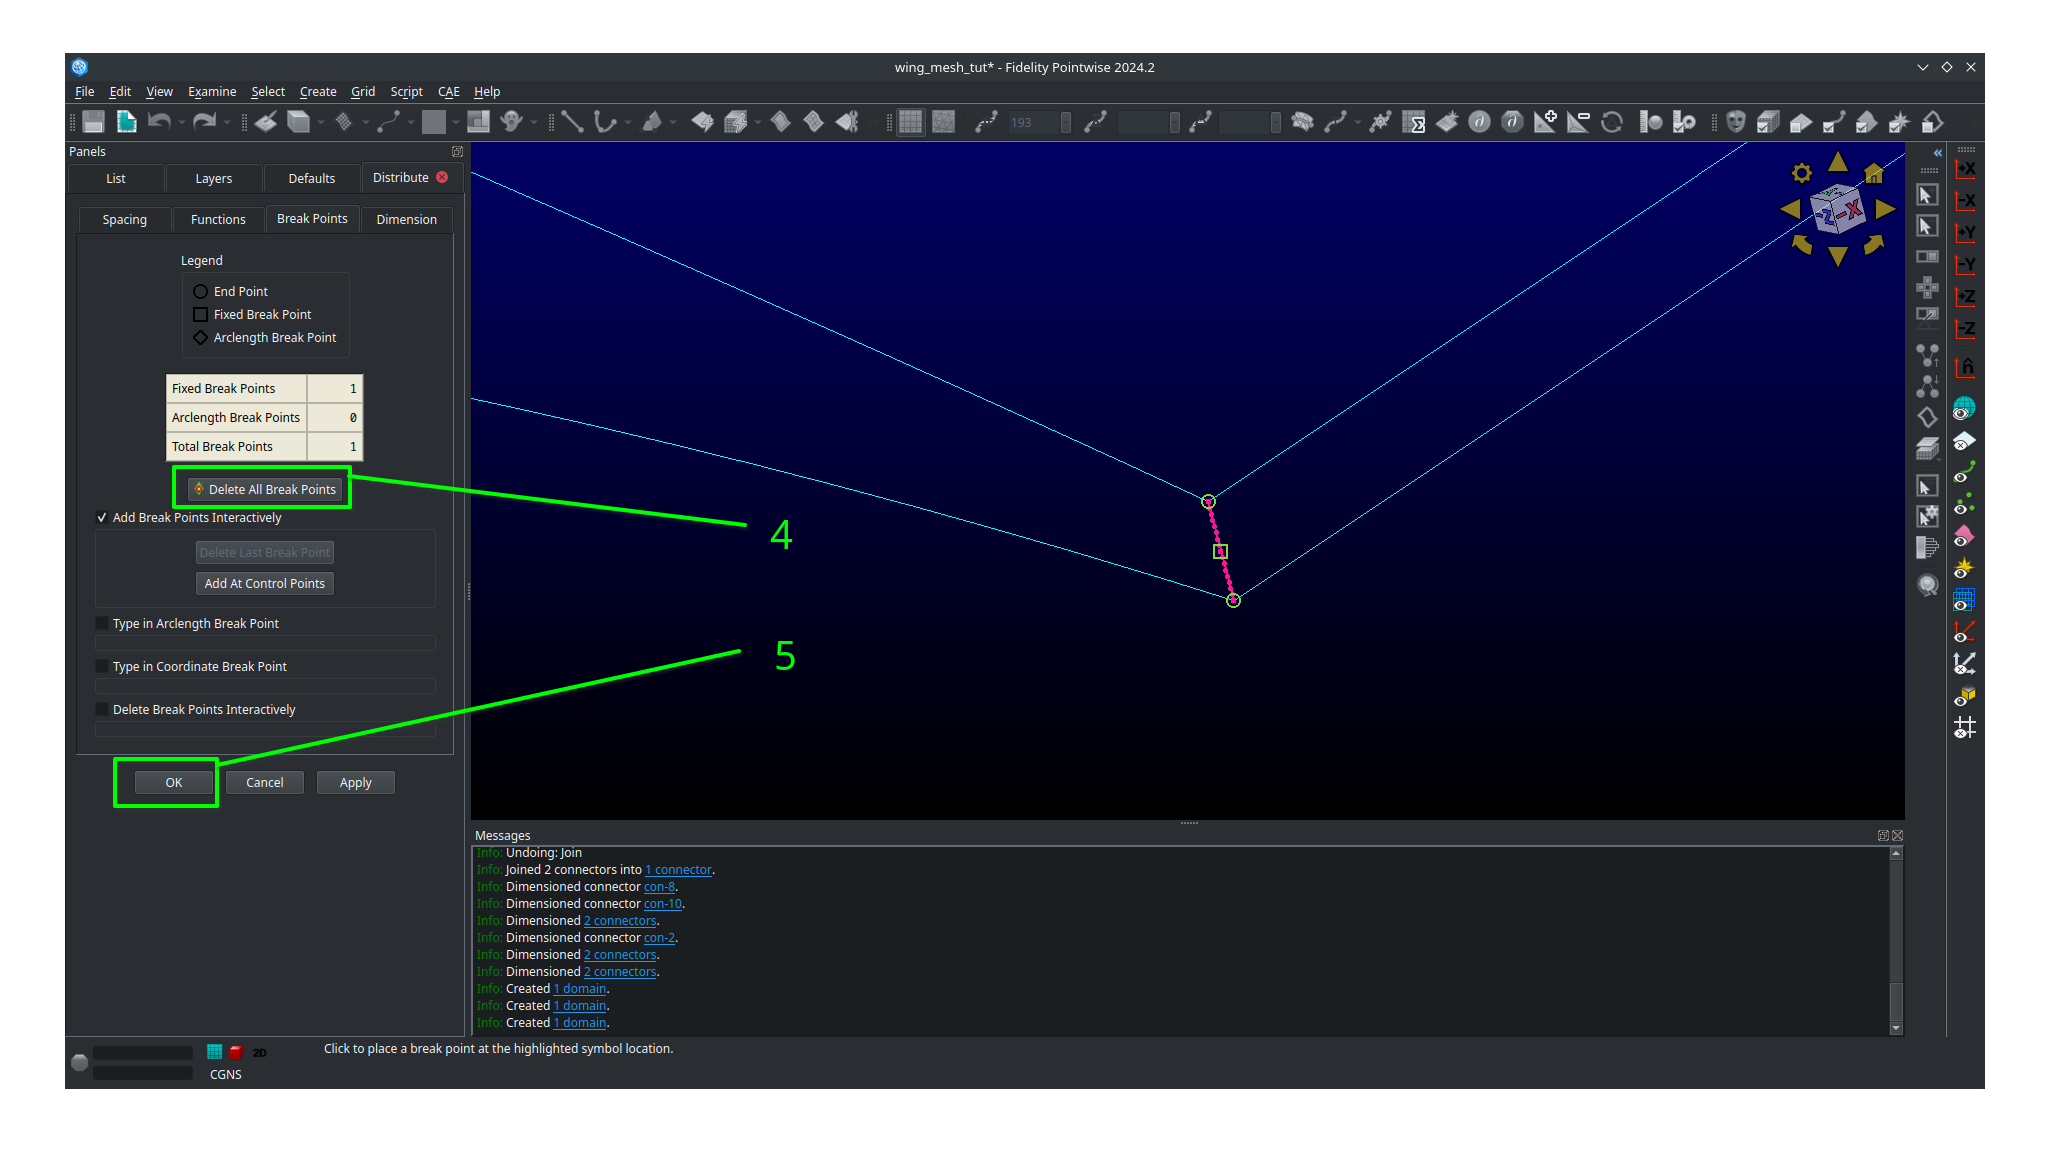 wing_mesh_tut* - Fidelity Pointwise 2024.2
File Edit View Examine Select Create Grid Script CAE Help
193
Panels
List Layers Defaults Distribute
Spacing Functions Break Points Dimension
Legend
End Point
Fixed Break Point
Arclength Break Point
Fixed Break Points 1
Arclength Break Points 0
Total Break Points 1
Delete All Break Points
Add Break Points Interactively
Delete Last Break Point
Add At Control Points
Type in Arclength Break Point
Type in Coordinate Break Point
Delete Break Points Interactively
OK Cancel Apply
4
5
-Z -X
+X
-X
+Y
-Y
+Z
-Z
n̂
Messages
Info: Undoing: Join
Info: Joined 2 connectors into 1 connector.
Info: Dimensioned connector con-8.
Info: Dimensioned connector con-10.
Info: Dimensioned 2 connectors.
Info: Dimensioned connector con-2.
Info: Dimensioned 2 connectors.
Info: Dimensioned 2 connectors.
Info: Created 1 domain.
Info: Created 1 domain.
Info: Created 1 domain.
2D
Click to place a break point at the highlighted symbol location.
CGNS